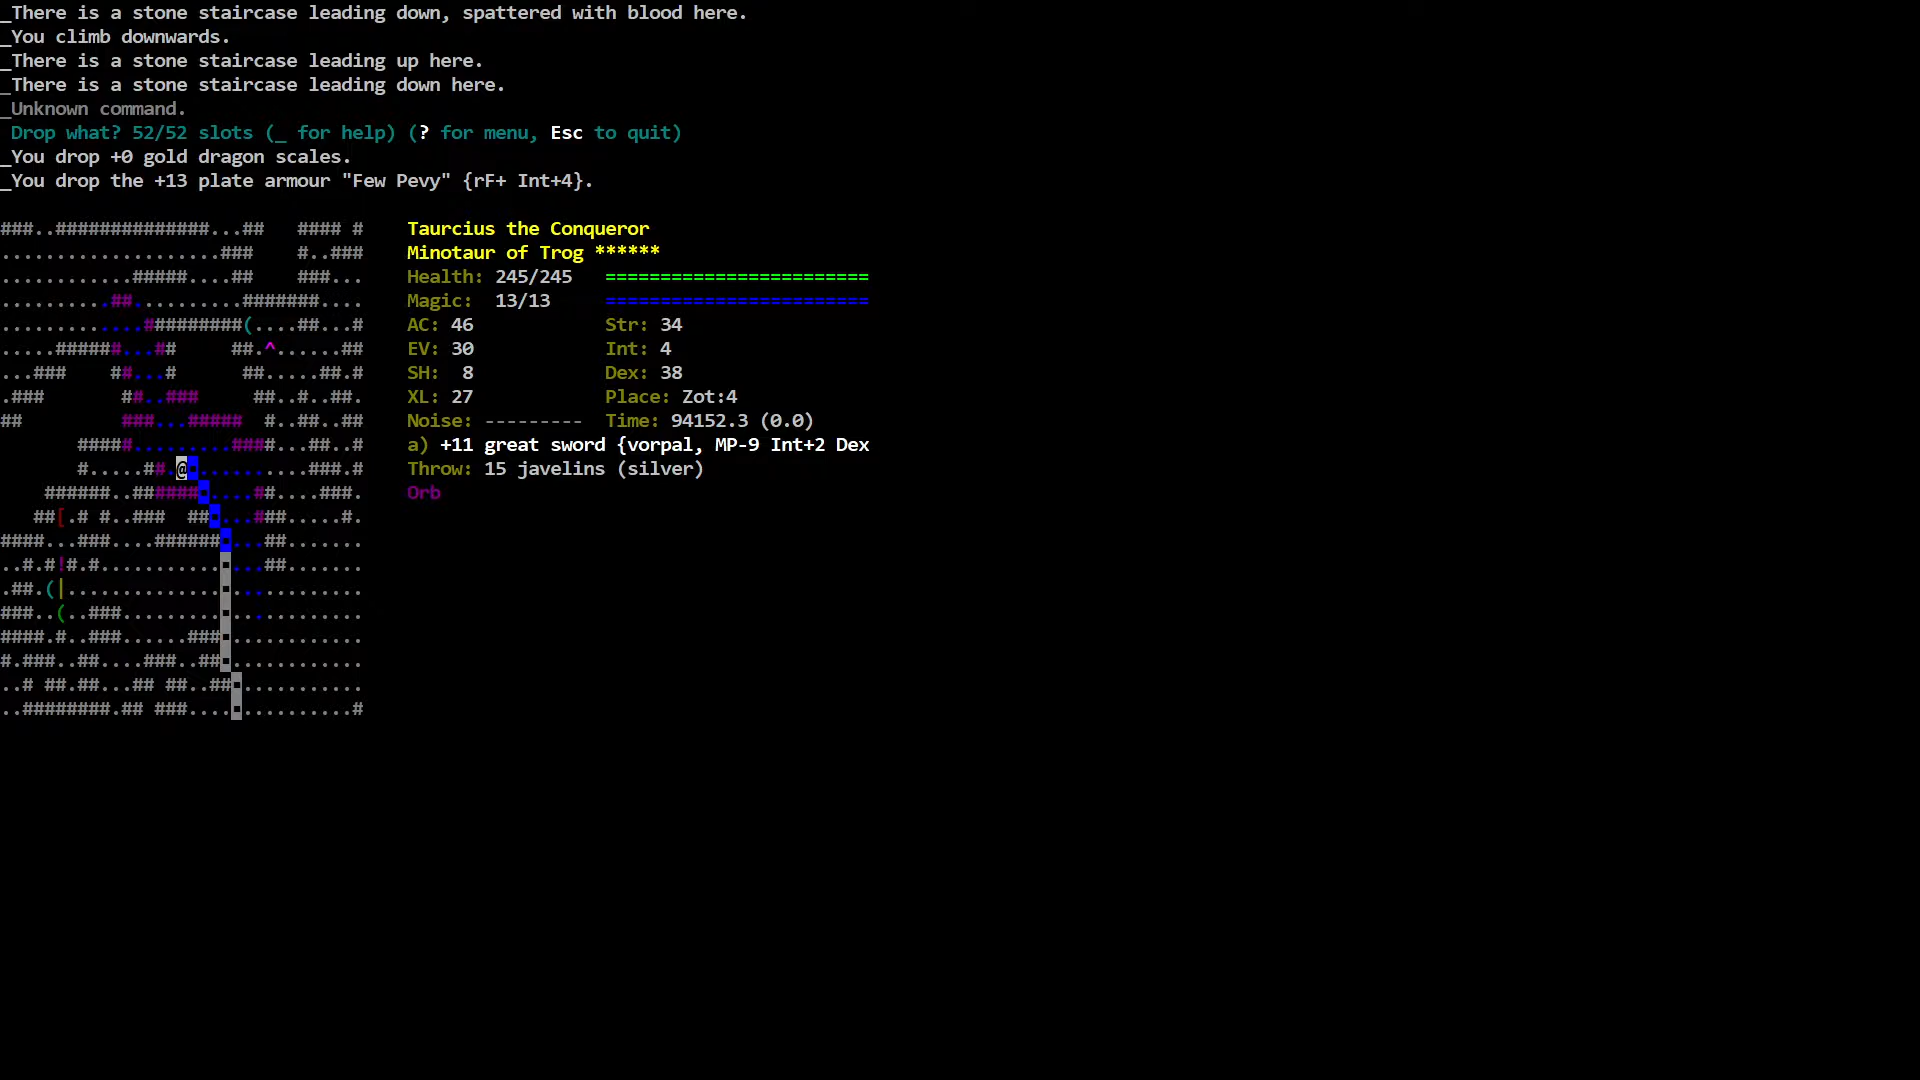 _There is a stone staircase leading down, spattered with blood here.
_You climb downwards.
_There is a stone staircase leading up here.
_There is a stone staircase leading down here.
_Unknown command.
Drop what? 52/52 slots (_ for help) (? for menu, Esc to quit)
_You drop +0 gold dragon scales.
_You drop the +13 plate armour "Few Pevy" {rF+ Int+4}.
Taurcius the Conqueror
Minotaur of Trog ******
Health: 245/245 ========================
Magic: 13/13 ========================
AC: 46 Str: 34
EV: 30 Int: 4
SH: 8 Dex: 38
XL: 27 Place: Zot:4
Noise: --------- Time: 94152.3 (0.0)
a) +11 great sword {vorpal, MP-9 Int+2 Dex
Throw: 15 javelins (silver)
Orb